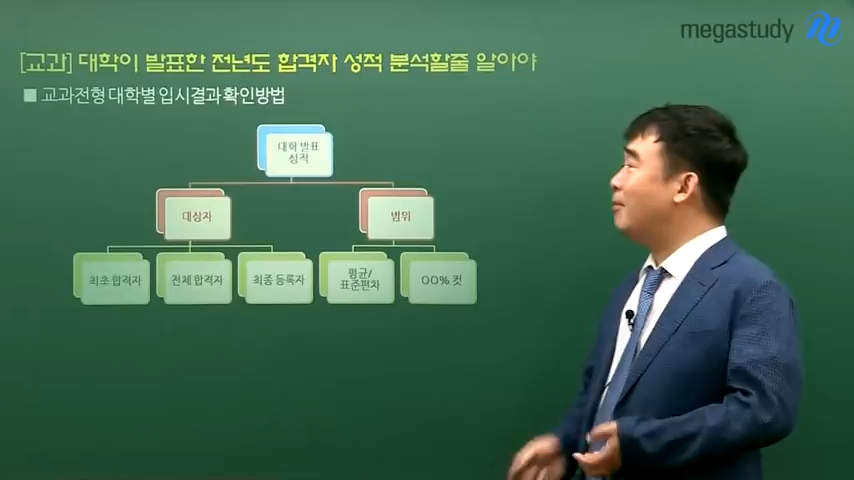 megastudy
[교과] 대학이 발표한 전년도 합격자 성적 분석할줄 알아야
■ 교과전형 대학별 입시결과 확인방법
대학 발표
성적
대상자
범위
최초 합격자
전체 합격자
최종 등록자
평균/
표준편차
OO% 컷